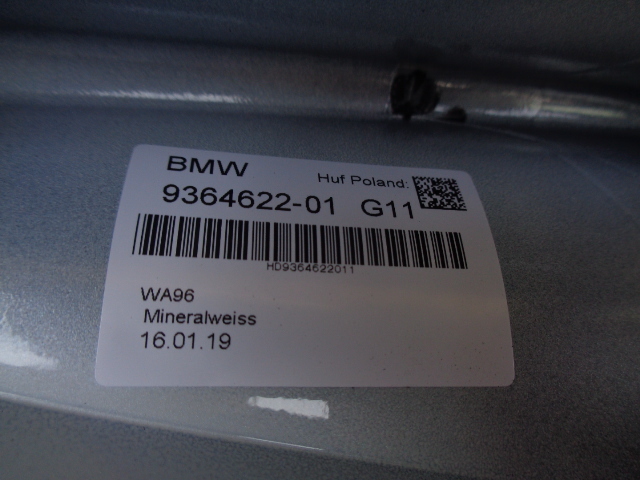 BMW
Huf Poland:
9364622-01 G11
HD9364622011
WA96
Mineralweiss
16.01.19